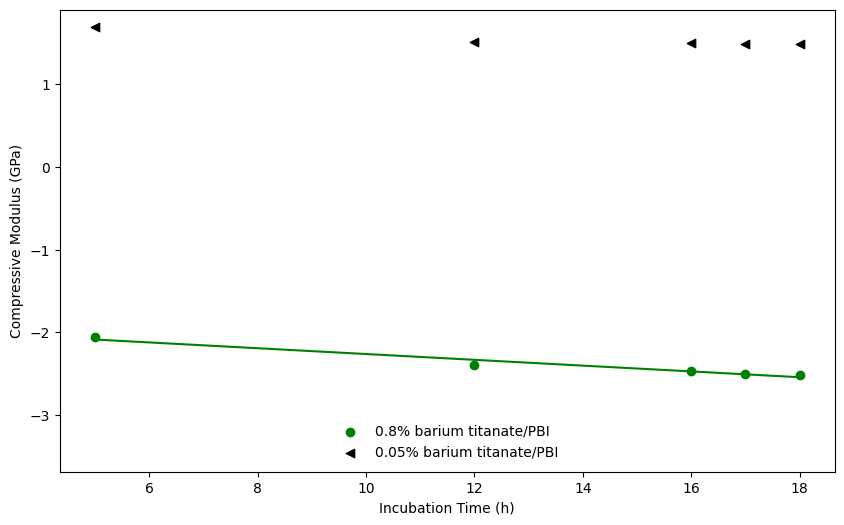 1
0
−1
−2
−3
Compressive Modulus (GPa)
0.8% barium titanate/PBI
0.05% barium titanate/PBI
6 8 10 12 14 16 18
Incubation Time (h)